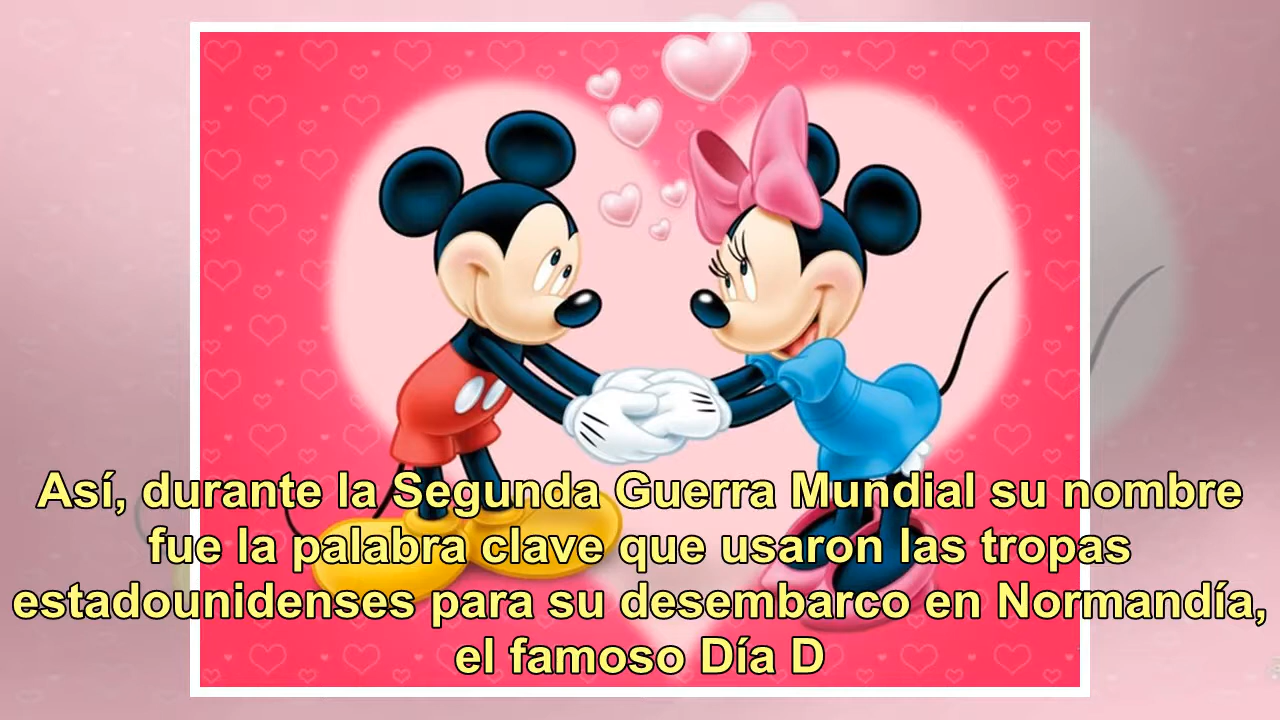 Así, durante la Segunda Guerra Mundial su nombre
fue la palabra clave que usaron las tropas
estadounidenses para su desembarco en Normandía,
el famoso Día D